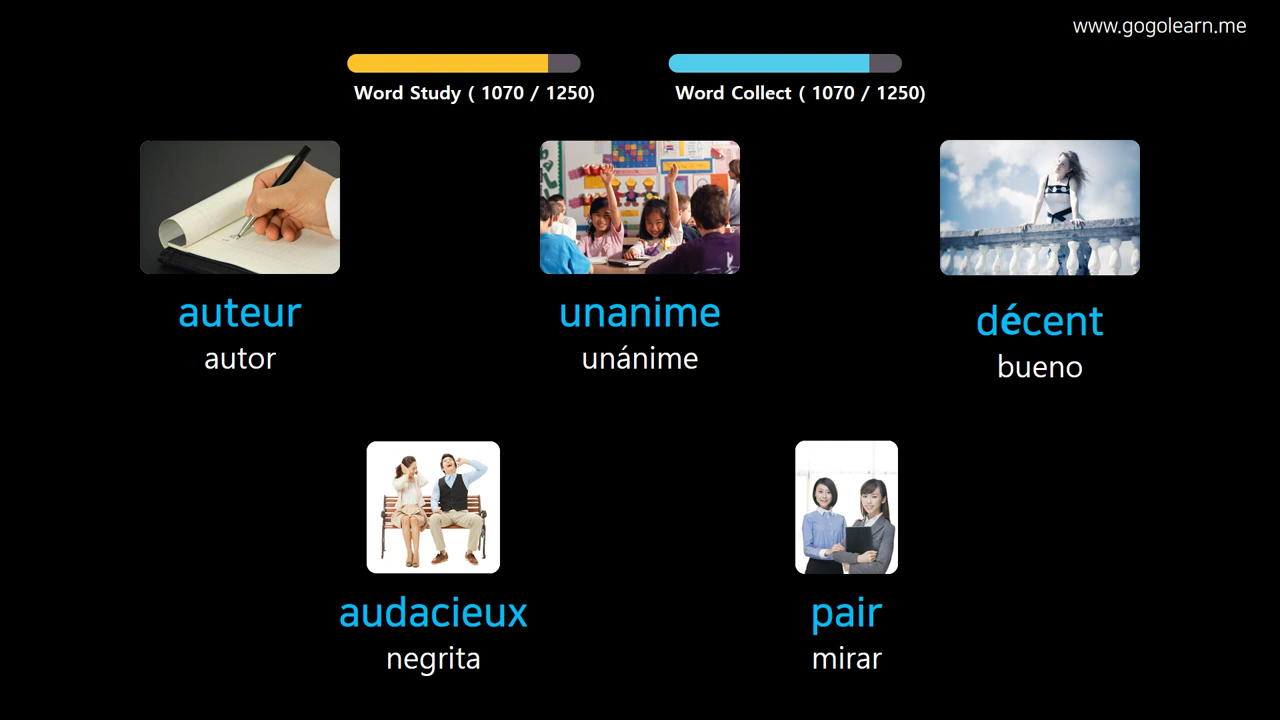 www.gogolearn.me
Word Study ( 1070 / 1250)
Word Collect ( 1070 / 1250)
auteur
autor
unanime
unánime
décent
bueno
audacieux
negrita
pair
mirar